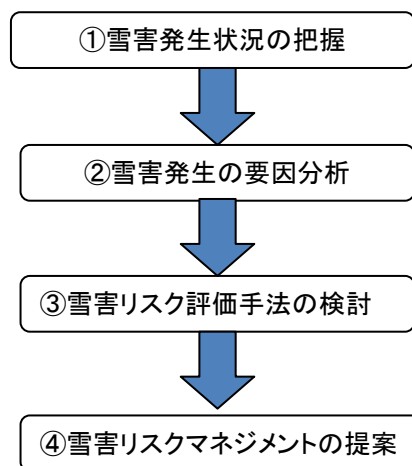 ①雪害発生状況の把握
②雪害発生の要因分析
③雪害リスク評価手法の検討
④雪害リスクマネジメントの提案